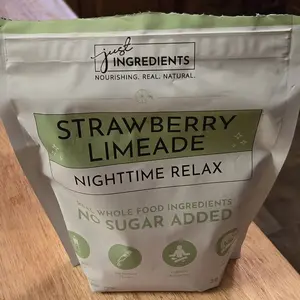 just
INGREDIENTS
NOURISHING. REAL. NATURAL.
STRAWBERRY
LIMEADE
NIGHTTIME RELAX
WHOLE FOOD INGREDIENTS
NO SUGAR ADDED